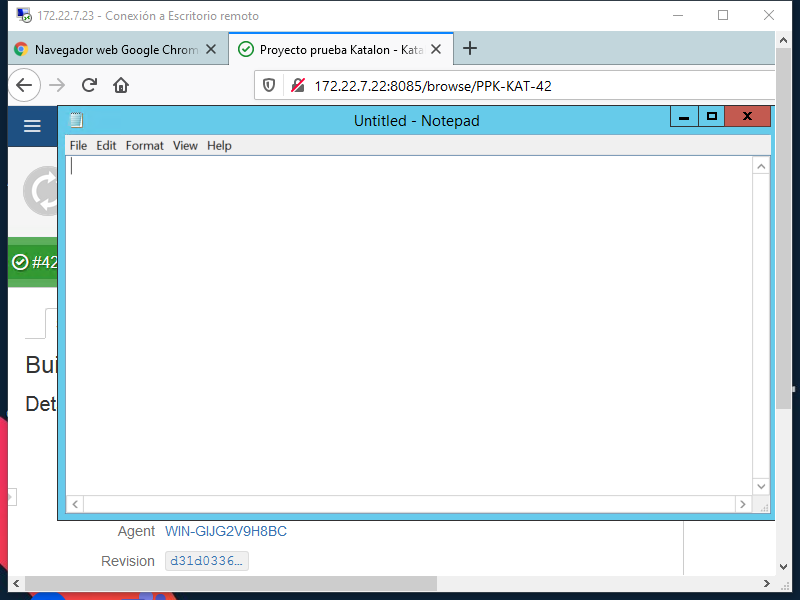 172.22.7.23 - Conexión a Escritorio remoto
Navegador web Google Chrom
Proyecto prueba Katalon - Kata
172.22.7.22:8085/browse/PPK-KAT-42
Untitled - Notepad
File Edit Format View Help
#42
Bui
Det
Agent WIN-GIJG2V9H8BC
Revision d31d0336...